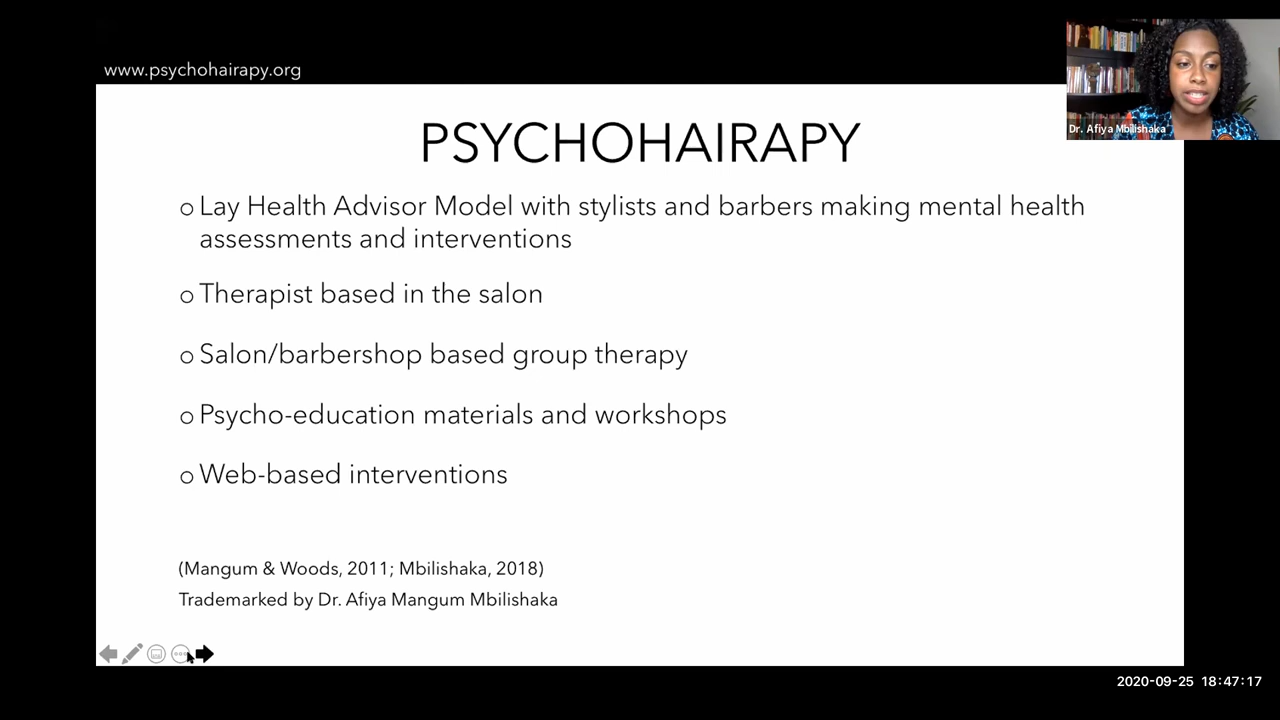 www.psychohairapy.org
Dr. Afiya Mbilishaka
PSYCHOHAIRAPY
Lay Health Advisor Model with stylists and barbers making mental health
assessments and interventions
Therapist based in the salon
Salon/barbershop based group therapy
Psycho-education materials and workshops
Web-based interventions
(Mangum & Woods, 2011; Mbilishaka, 2018)
Trademarked by Dr. Afiya Mangum Mbilishaka
2020-09-25 18:47:17